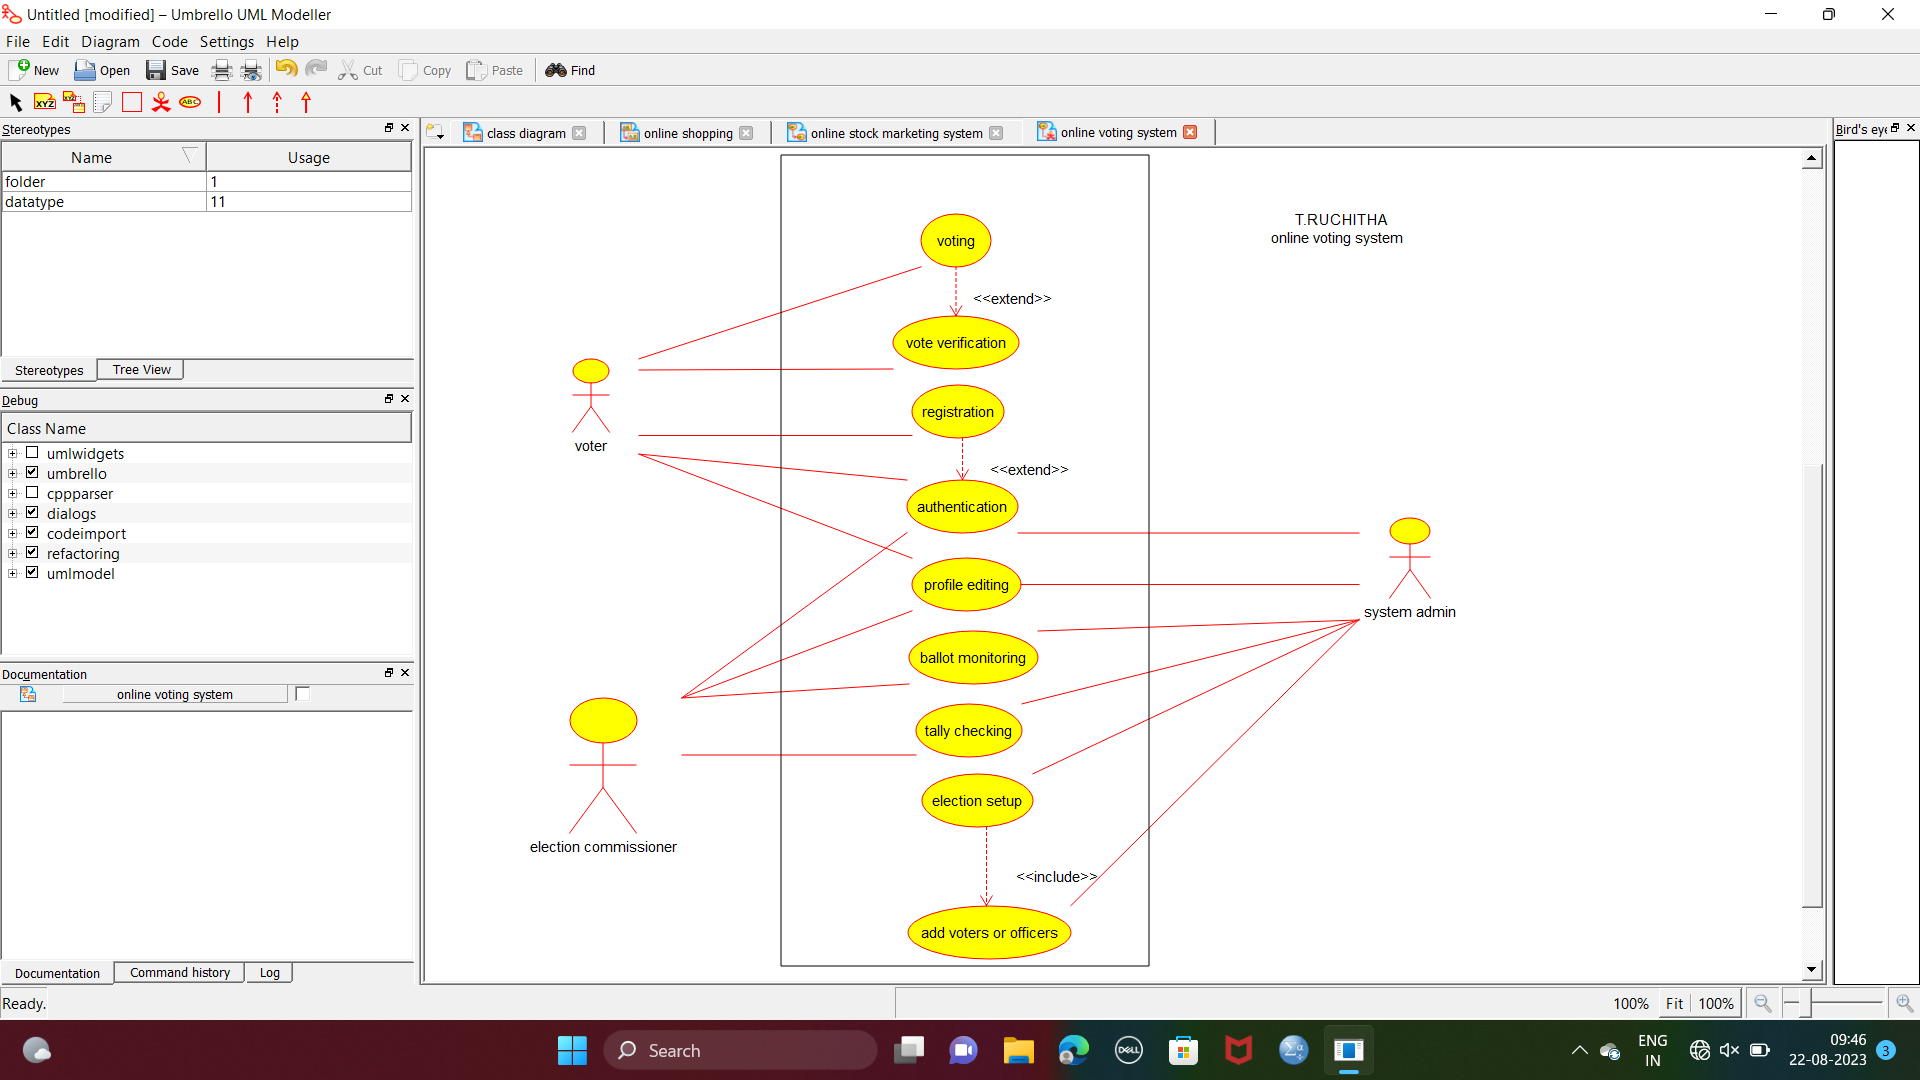 Untitled [modified] – Umbrello UML Modeller
File Edit Diagram Code Settings Help
New Open Save Cut Copy Paste Find
XYZ XYZ ABC
Stereotypes
Name Usage
folder 1
datatype 11
Stereotypes Tree View
Debug
Class Name
umlwidgets
umbrello
cppparser
dialogs
codeimport
refactoring
umlmodel
Documentation
online voting system
Documentation Command history Log
class diagram online shopping online stock marketing system online voting system
Bird's eye
T.RUCHITHA
online voting system
voting
<<extend>>
vote verification
registration
<<extend>>
authentication
profile editing
ballot monitoring
tally checking
election setup
<<include>>
add voters or officers
voter
election commissioner
system admin
Ready.
100% Fit 100%
Search
DELL
ENG
IN
09:46
22-08-2023
3